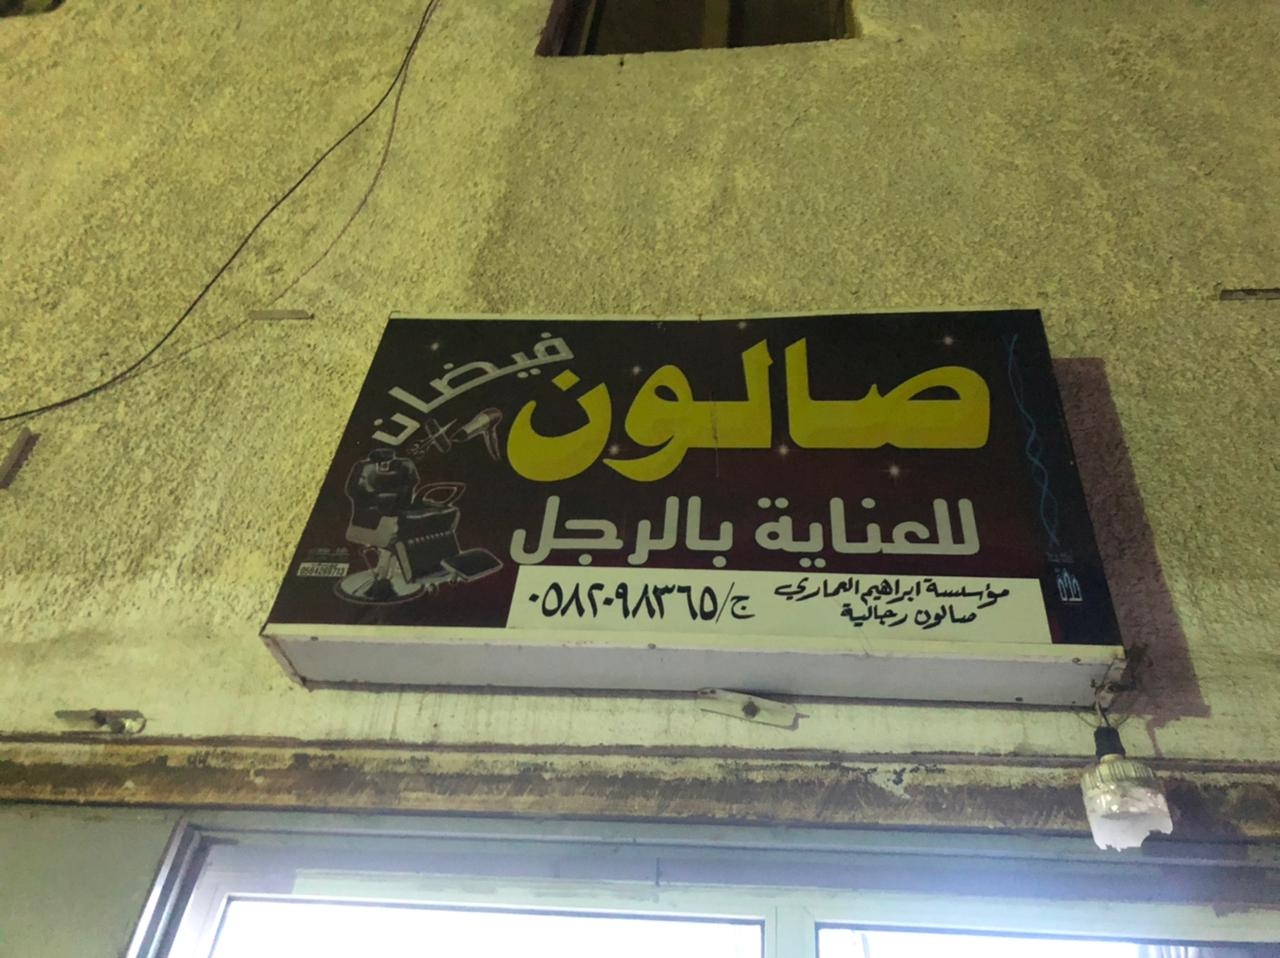 صالون فيضان
للعناية بالرجل
مؤسسة ابراهيم العماري
صالون رجالية
ج/٠٥٨٢٠٩٨٣٦٥